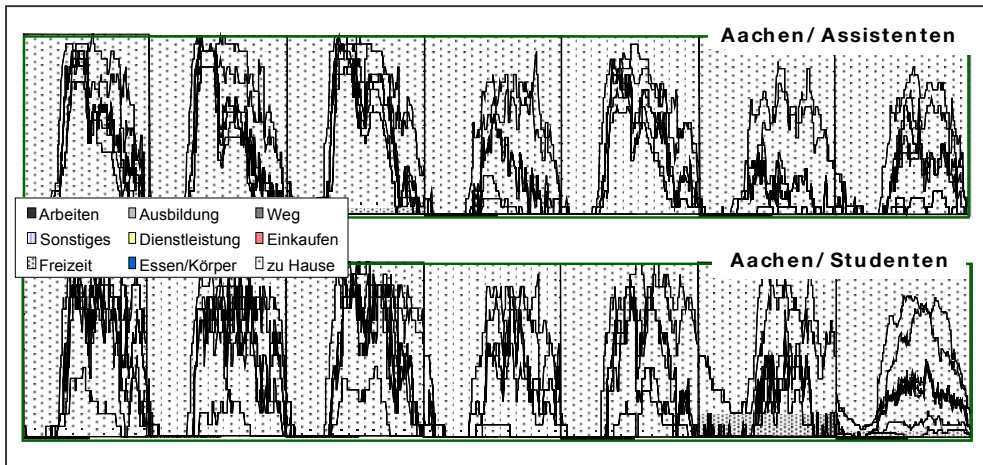 Aachen/ Assistenten
Arbeiten Ausbildung Weg
Sonstiges Dienstleistung Einkaufen
Freizeit Essen/Körper zu Hause
Aachen/ Studenten